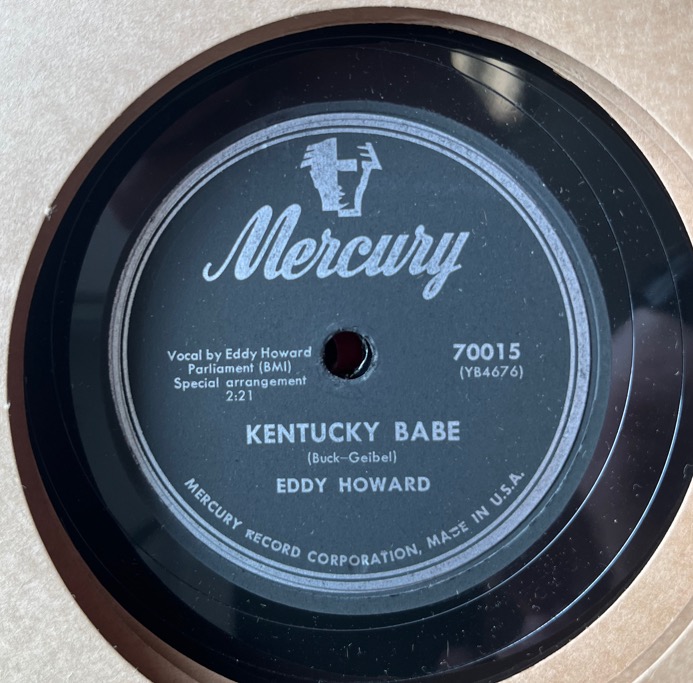 Mercury
Vocal by Eddy Howard
Parliament (BMI)
Special arrangement
2:21
70015
(YB4676)
KENTUCKY BABE
(Buck—Geibel)
EDDY HOWARD
MERCURY RECORD CORPORATION, MADE IN U.S.A.